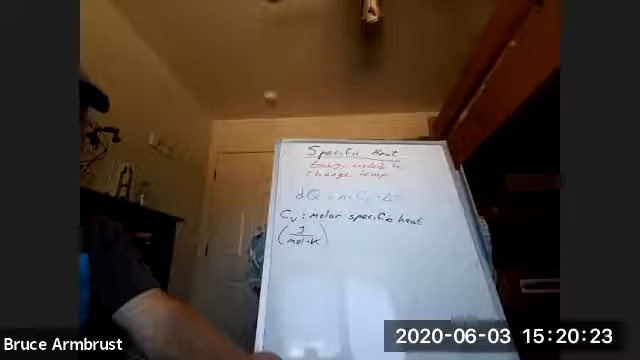 Specific Heat
Energy needed to
change temp
dQ = n · Cᵥ · ΔT
Cᵥ : molar specific heat
(J / mol·K)
Bruce Armbrust
2020-06-03 15:20:23